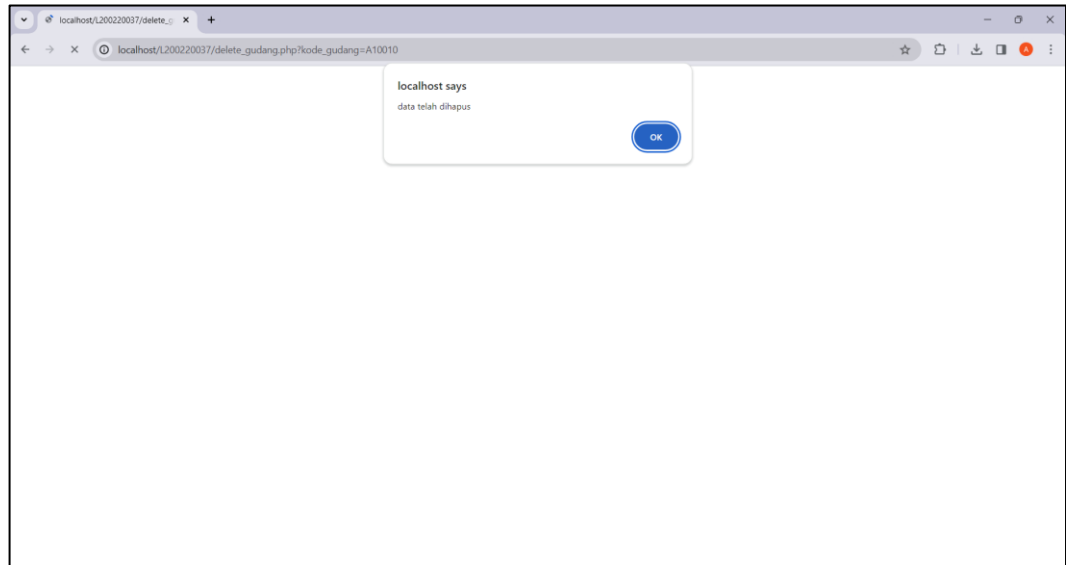 localhost/L200220037/delete_g
localhost/L200220037/delete_gudang.php?kode_gudang=A10010
A
localhost says
data telah dihapus
OK